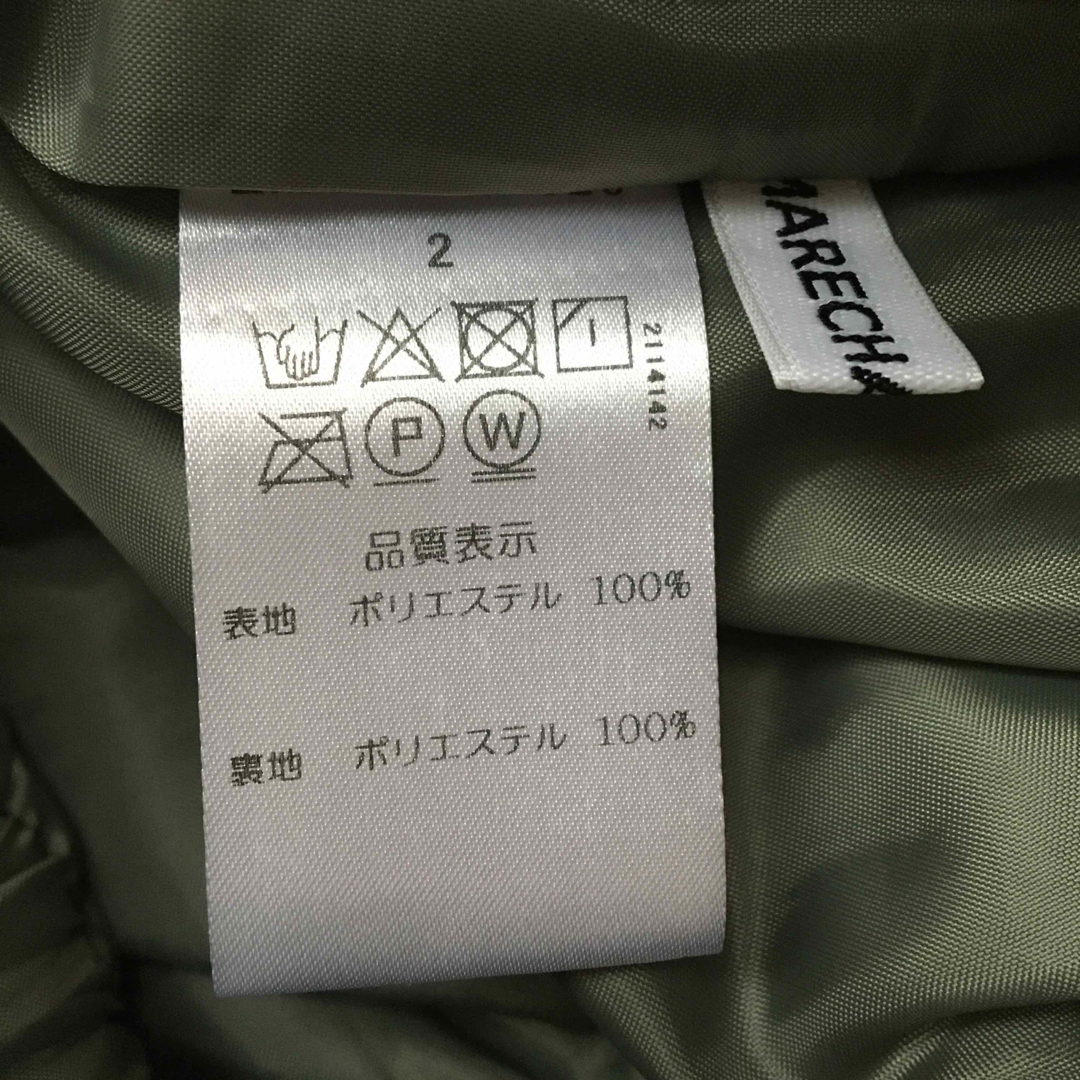 2
2114142
P
W
品質表示
表地 ポリエステル 100%
裏地 ポリエステル 100%
MARECH